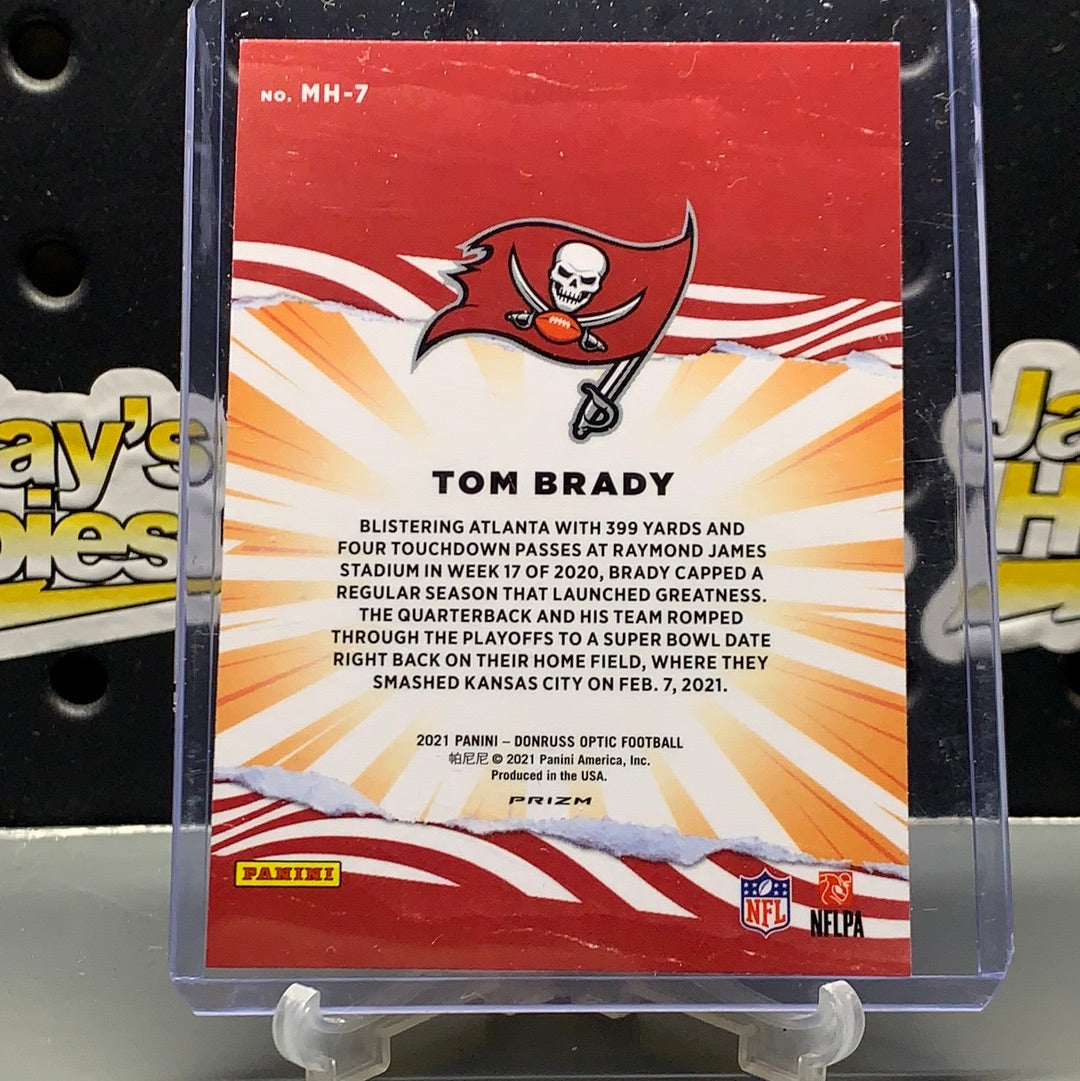 NO. MH-7
TOM BRADY
BLISTERING ATLANTA WITH 399 YARDS AND
FOUR TOUCHDOWN PASSES AT RAYMOND JAMES
STADIUM IN WEEK 17 OF 2020, BRADY CAPPED A
REGULAR SEASON THAT LAUNCHED GREATNESS.
THE QUARTERBACK AND HIS TEAM ROMPED
THROUGH THE PLAYOFFS TO A SUPER BOWL DATE
RIGHT BACK ON THEIR HOME FIELD, WHERE THEY
SMASHED KANSAS CITY ON FEB. 7, 2021.
2021 PANINI – DONRUSS OPTIC FOOTBALL
帕尼尼 © 2021 Panini America, Inc.
Produced in the USA.
PRIZM
PANINI
NFL
NFLPA
ay's
bies
Ja
H